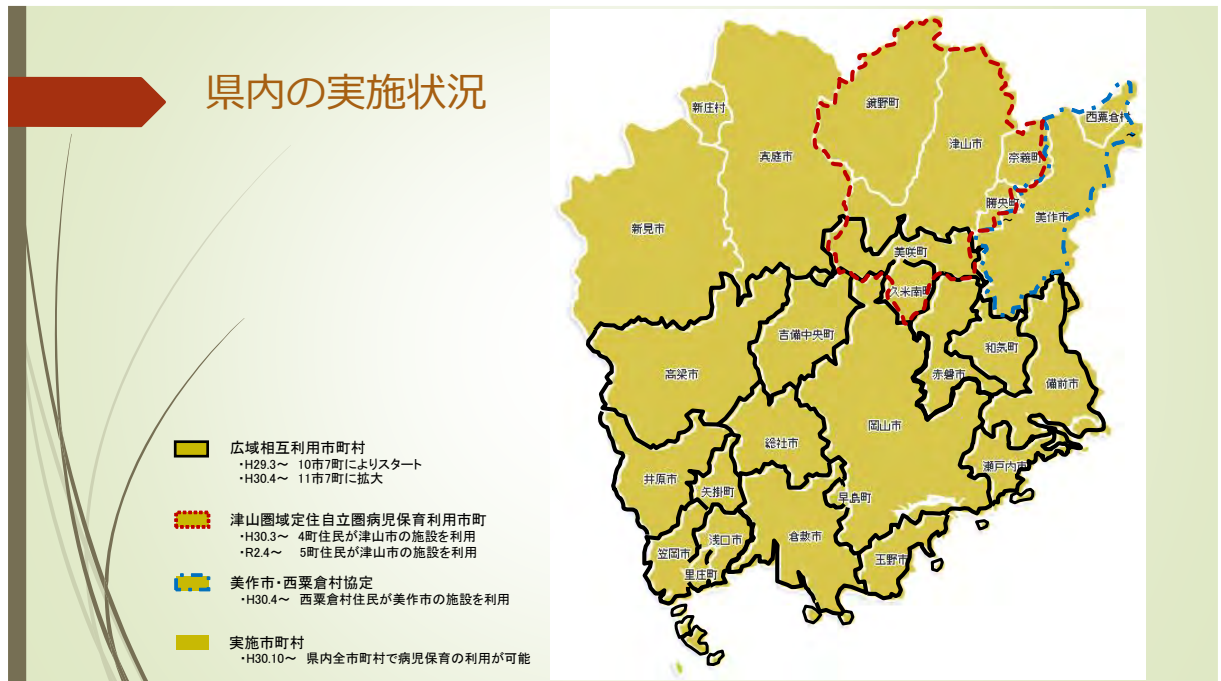 県内の実施状況
広域相互利用市町村
・H29.3～ 10市7町によりスタート
・H30.4～ 11市7町に拡大
津山圏域定住自立圏病児保育利用市町
・H30.3～ 4町住民が津山市の施設を利用
・R2.4～ 5町住民が津山市の施設を利用
美作市・西粟倉村協定
・H30.4～ 西粟倉村住民が美作市の施設を利用
実施市町村
・H30.10～ 県内全市町村で病児保育の利用が可能
新庄村
鏡野町
西粟倉村
津山市
真庭市
奈義町
勝央町
～
美作市
新見市
美咲町
久米南町
吉備中央町
和気町
高梁市
赤磐市
備前市
岡山市
総社市
瀬戸内市
井原市
矢掛町
早島町
浅口市
倉敷市
笠岡市
玉野市
里庄町